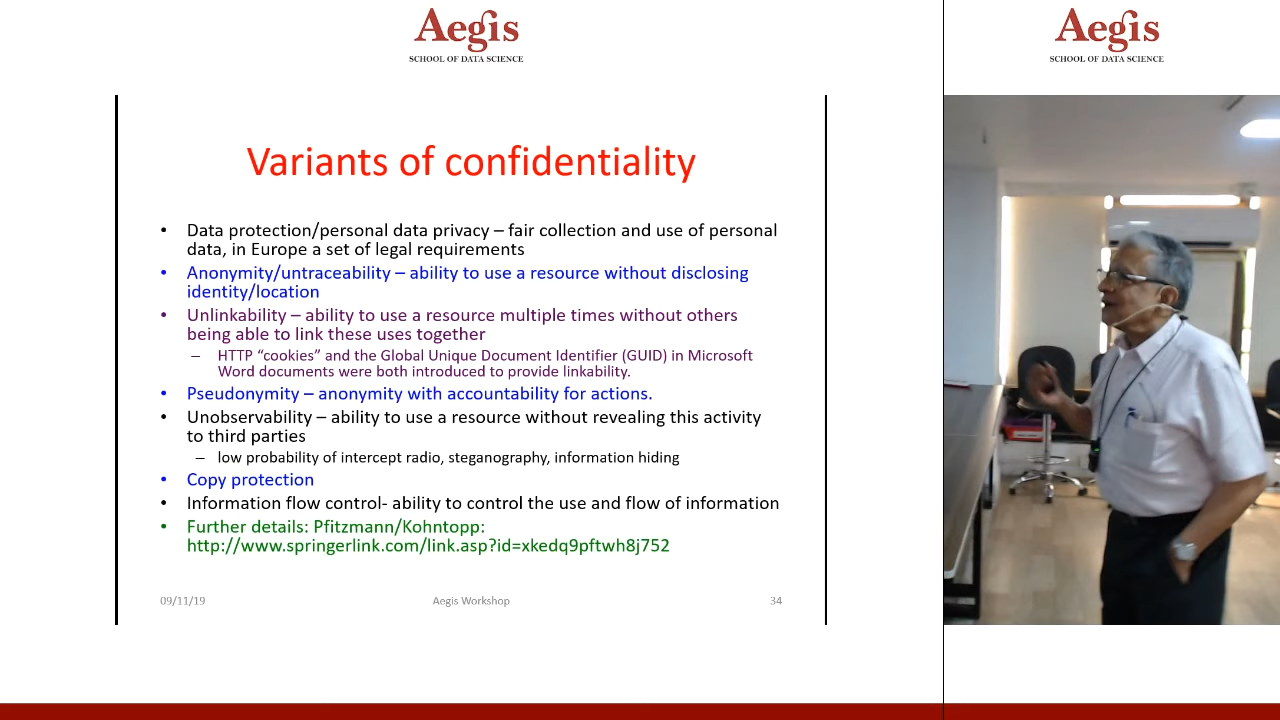 Aegis
SCHOOL OF DATA SCIENCE
Aegis
SCHOOL OF DATA SCIENCE
Variants of confidentiality
• Data protection/personal data privacy – fair collection and use of personal
data, in Europe a set of legal requirements
• Anonymity/untraceability – ability to use a resource without disclosing
identity/location
• Unlinkability – ability to use a resource multiple times without others
being able to link these uses together
– HTTP “cookies” and the Global Unique Document Identifier (GUID) in Microsoft
Word documents were both introduced to provide linkability.
• Pseudonymity – anonymity with accountability for actions.
• Unobservability – ability to use a resource without revealing this activity
to third parties
– low probability of intercept radio, steganography, information hiding
• Copy protection
• Information flow control- ability to control the use and flow of information
• Further details: Pfitzmann/Kohntopp:
http://www.springerlink.com/link.asp?id=xkedq9pftwh8j752
09/11/19
Aegis Workshop
34